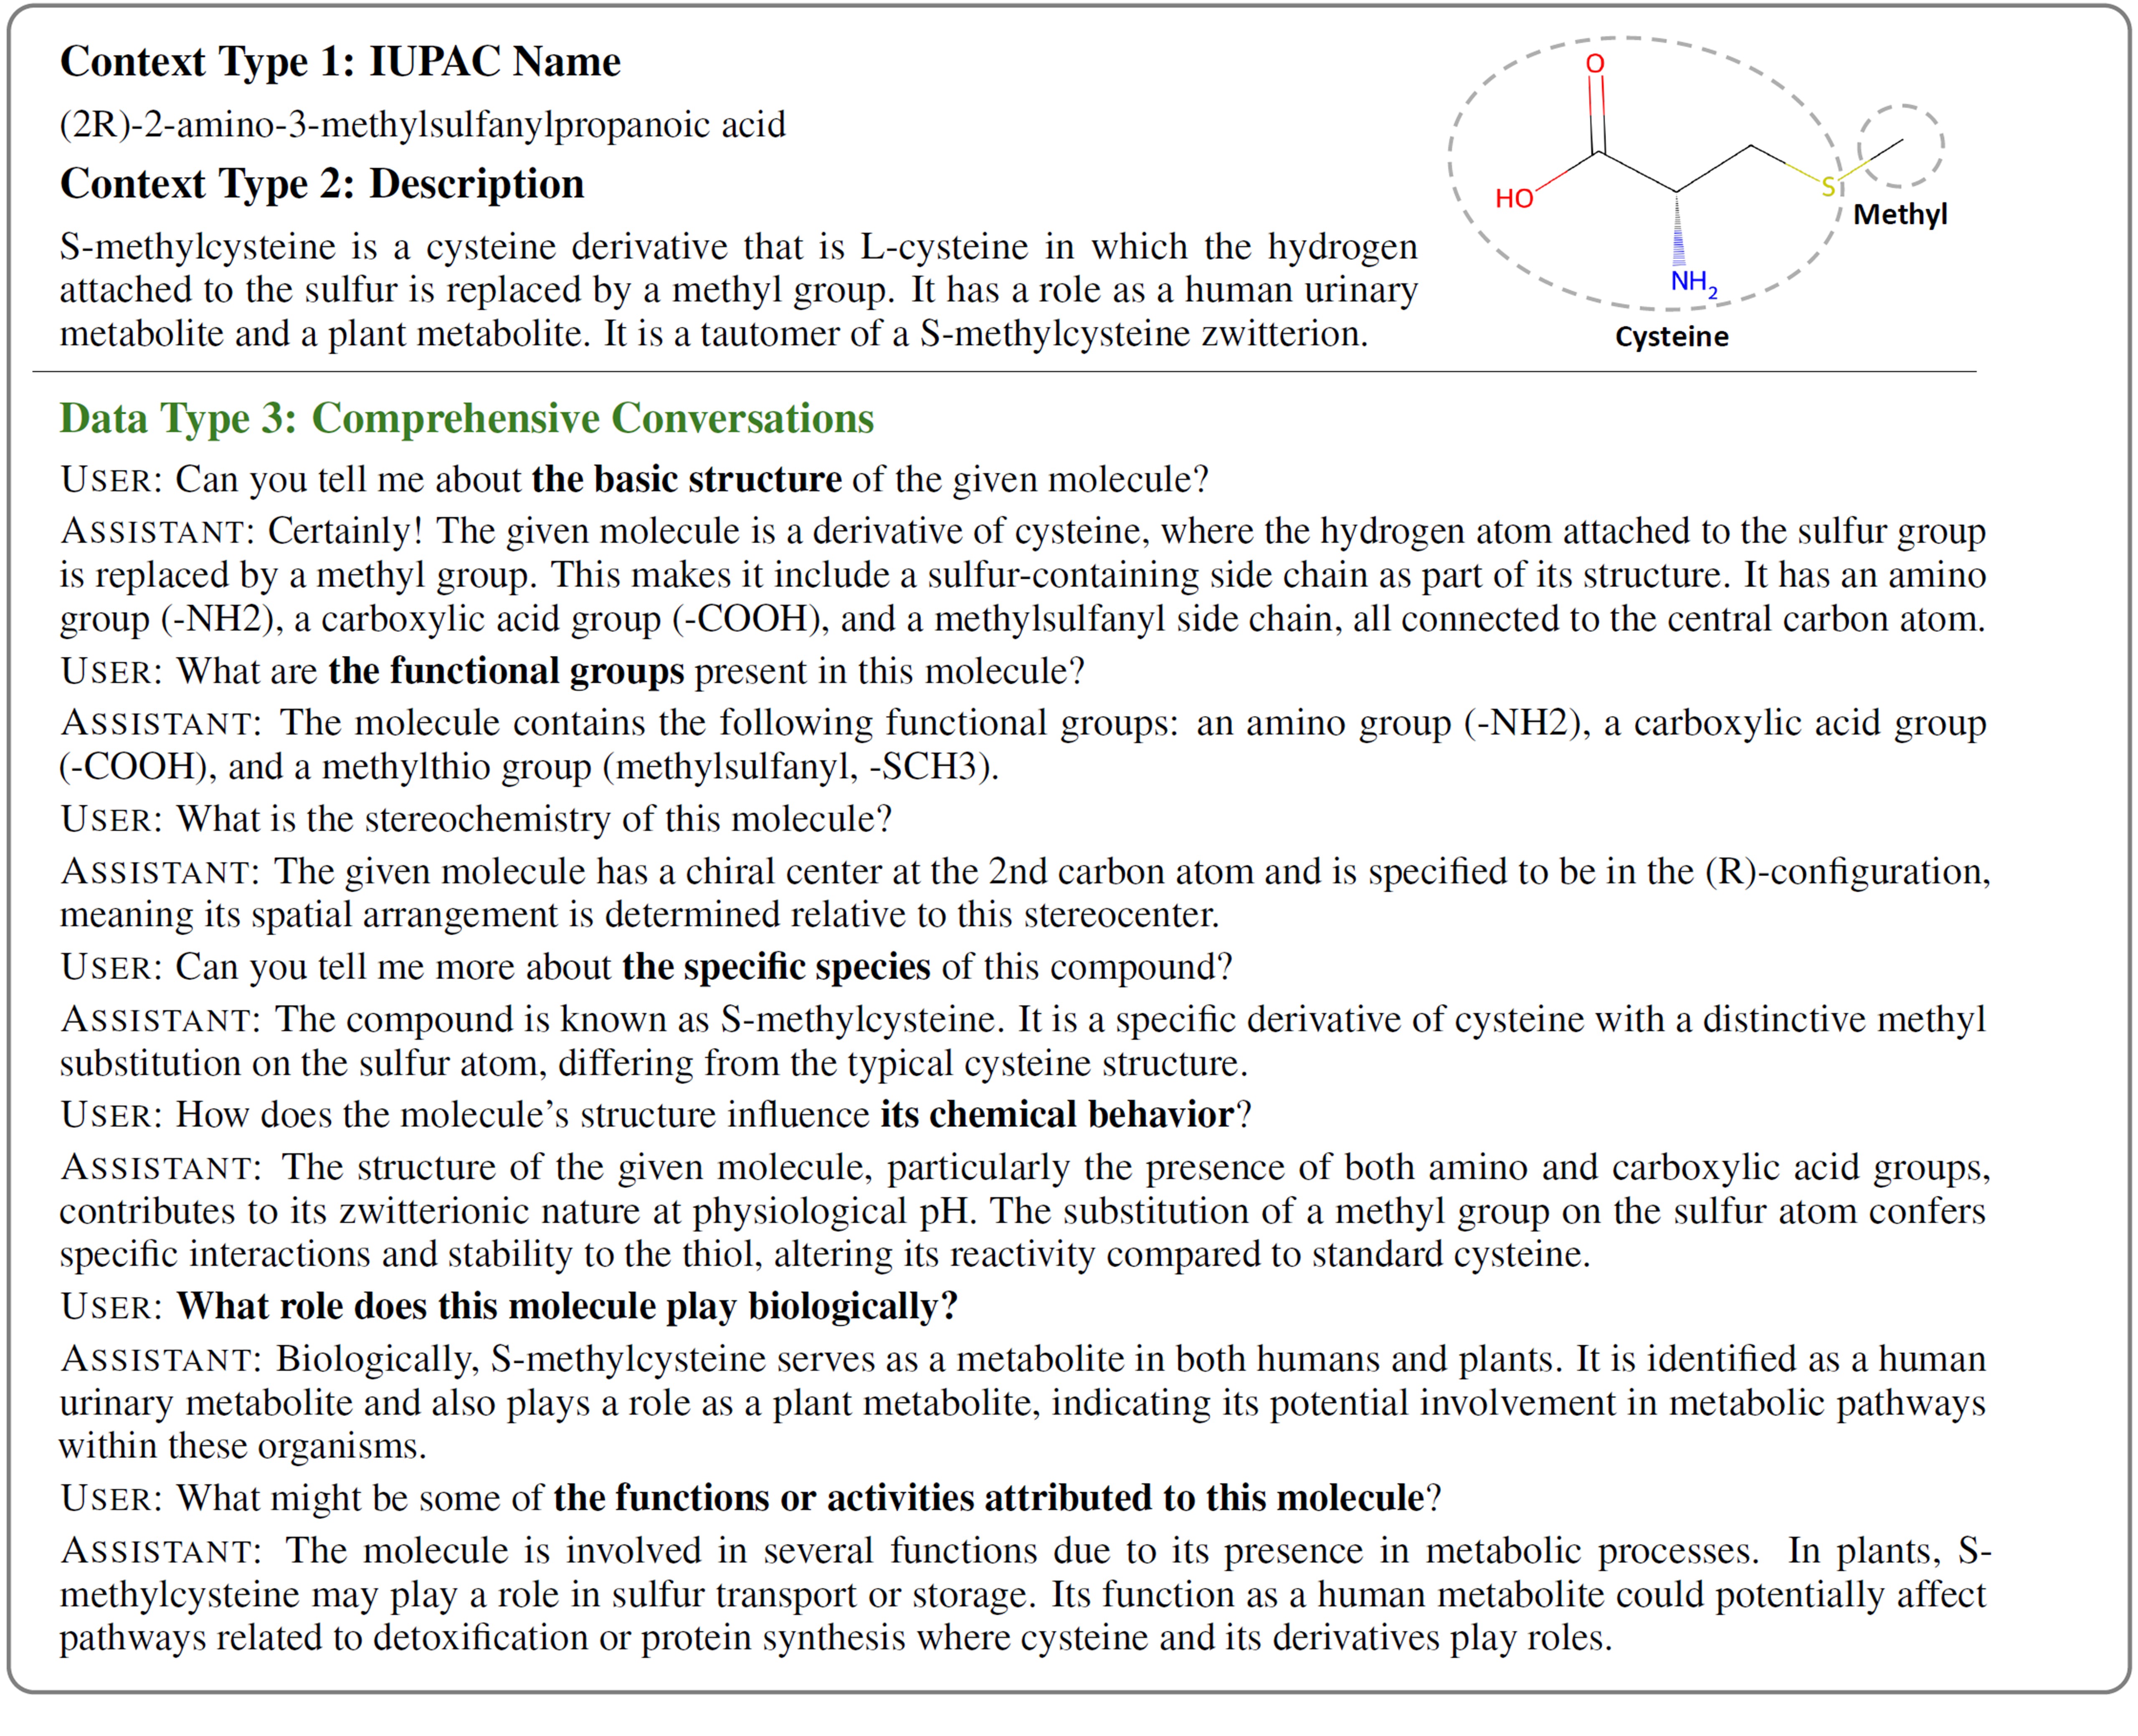 Context Type 1: IUPAC Name
(2R)-2-amino-3-methylsulfanylpropanoic acid
Context Type 2: Description
S-methylcysteine is a cysteine derivative that is L-cysteine in which the hydrogen
attached to the sulfur is replaced by a methyl group. It has a role as a human urinary
metabolite and a plant metabolite. It is a tautomer of a S-methylcysteine zwitterion.
O
HO
S
NH2
Methyl
Cysteine
Data Type 3: Comprehensive Conversations
USER: Can you tell me about the basic structure of the given molecule?
ASSISTANT: Certainly! The given molecule is a derivative of cysteine, where the hydrogen atom attached to the sulfur group
is replaced by a methyl group. This makes it include a sulfur-containing side chain as part of its structure. It has an amino
group (-NH2), a carboxylic acid group (-COOH), and a methylsulfanyl side chain, all connected to the central carbon atom.
USER: What are the functional groups present in this molecule?
ASSISTANT: The molecule contains the following functional groups: an amino group (-NH2), a carboxylic acid group
(-COOH), and a methylthio group (methylsulfanyl, -SCH3).
USER: What is the stereochemistry of this molecule?
ASSISTANT: The given molecule has a chiral center at the 2nd carbon atom and is specified to be in the (R)-configuration,
meaning its spatial arrangement is determined relative to this stereocenter.
USER: Can you tell me more about the specific species of this compound?
ASSISTANT: The compound is known as S-methylcysteine. It is a specific derivative of cysteine with a distinctive methyl
substitution on the sulfur atom, differing from the typical cysteine structure.
USER: How does the molecule's structure influence its chemical behavior?
ASSISTANT: The structure of the given molecule, particularly the presence of both amino and carboxylic acid groups,
contributes to its zwitterionic nature at physiological pH. The substitution of a methyl group on the sulfur atom confers
specific interactions and stability to the thiol, altering its reactivity compared to standard cysteine.
USER: What role does this molecule play biologically?
ASSISTANT: Biologically, S-methylcysteine serves as a metabolite in both humans and plants. It is identified as a human
urinary metabolite and also plays a role as a plant metabolite, indicating its potential involvement in metabolic pathways
within these organisms.
USER: What might be some of the functions or activities attributed to this molecule?
ASSISTANT: The molecule is involved in several functions due to its presence in metabolic processes. In plants, S-
methylcysteine may play a role in sulfur transport or storage. Its function as a human metabolite could potentially affect
pathways related to detoxification or protein synthesis where cysteine and its derivatives play roles.